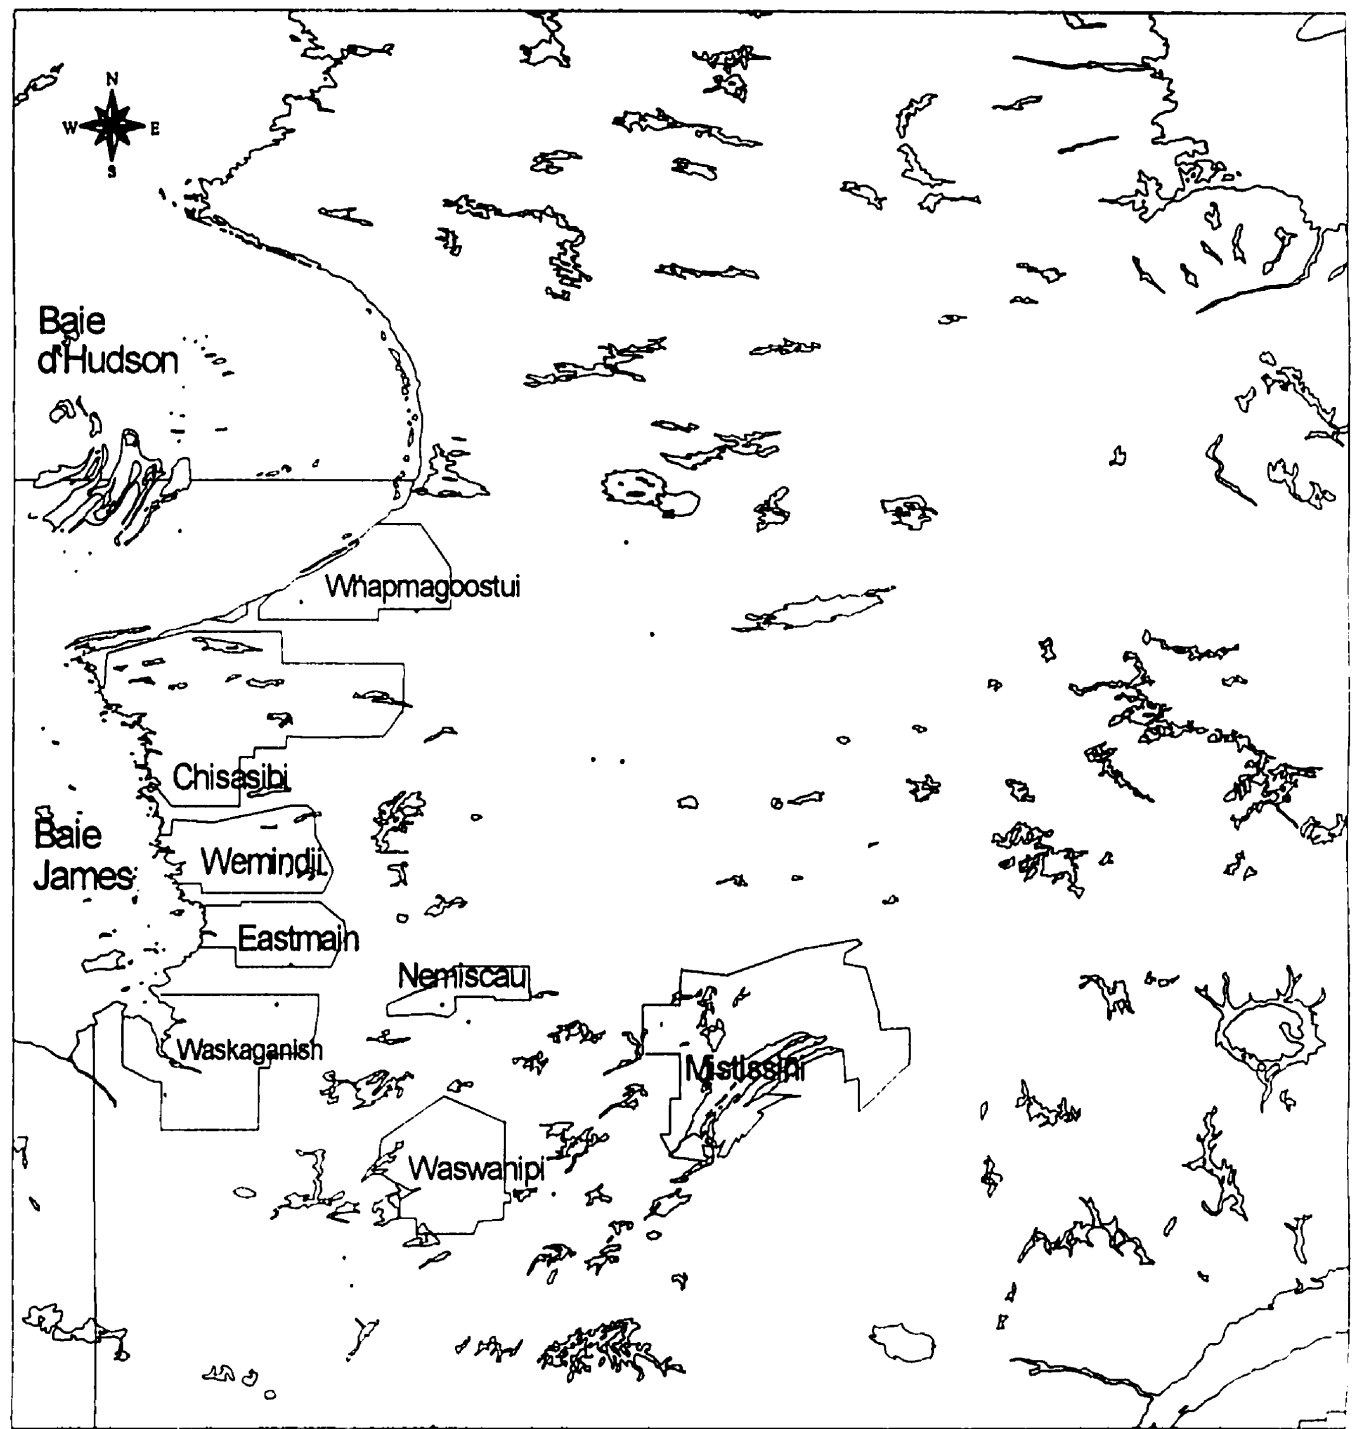 N
W E
S
Baie
d'Hudson
Whapmagoostui
Chisasibi
Baie
James
Wemindji
Eastmain
Nemiscau
Waskaganish
Mistissini
Waswanipi